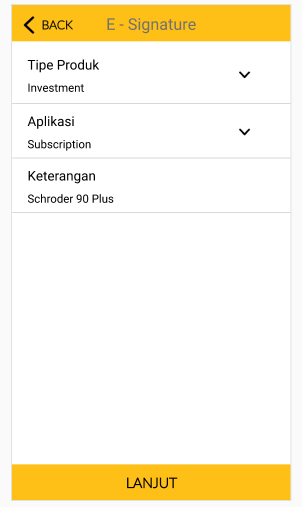 BACK E - Signature
Tipe Produk
Investment
Aplikasi
Subscription
Keterangan
Schroder 90 Plus
LANJUT